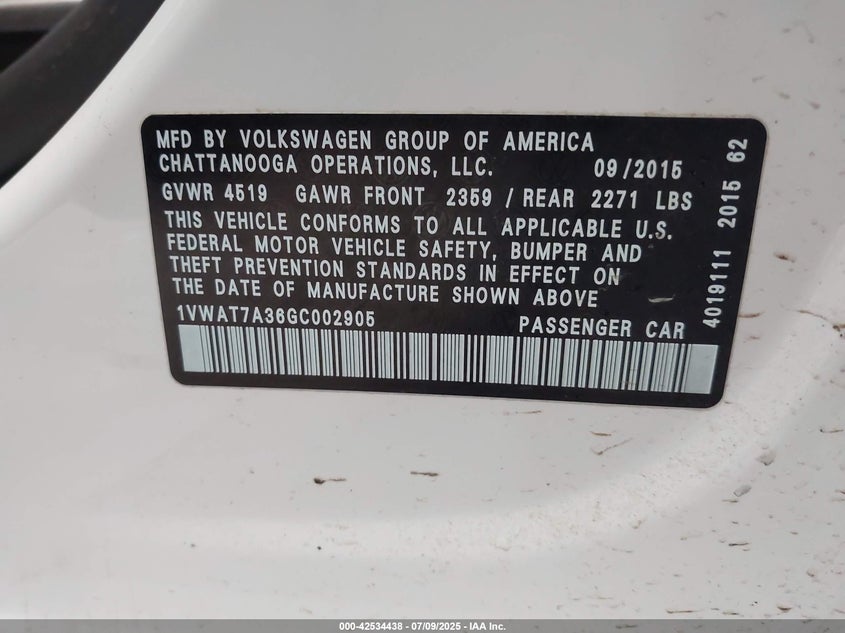 MFD BY VOLKSWAGEN GROUP OF AMERICA
CHATTANOOGA OPERATIONS, LLC. 09/2015
GVWR 4519 GAWR FRONT 2359 / REAR 2271 LBS
THIS VEHICLE CONFORMS TO ALL APPLICABLE U.S.
FEDERAL MOTOR VEHICLE SAFETY, BUMPER AND
THEFT PREVENTION STANDARDS IN EFFECT ON
THE DATE OF MANUFACTURE SHOWN ABOVE
1VWAT7A36GC002905 PASSENGER CAR
4019111 2015 62
000-42534438 - 07/09/2025 - IAA Inc.